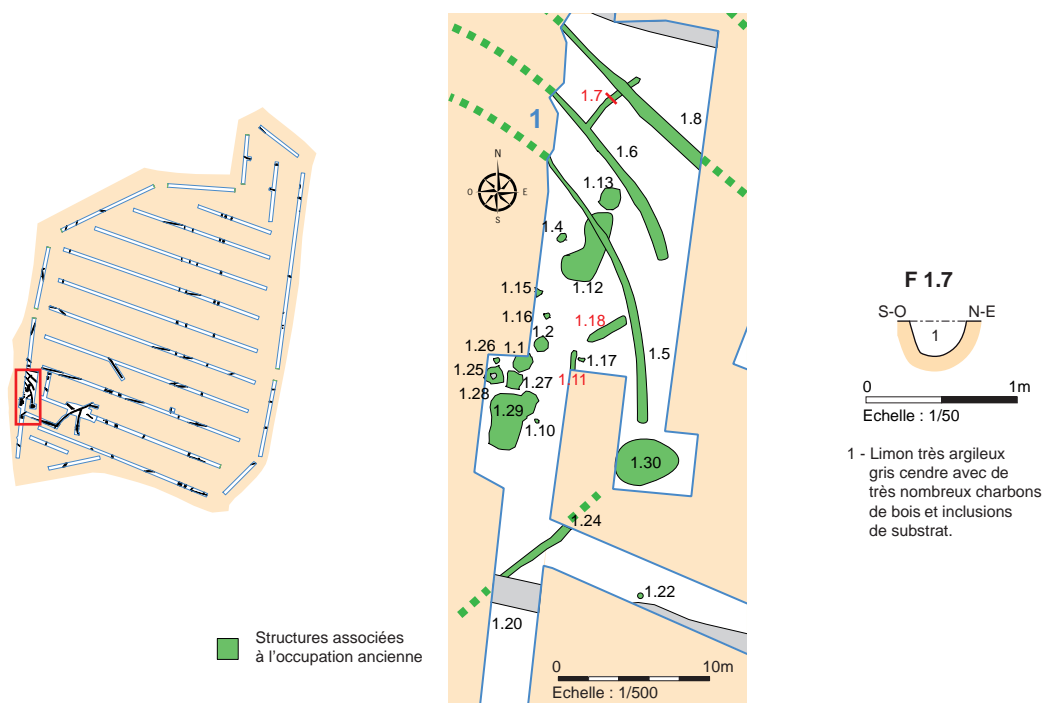 1
N
O
E
S
1.7
1.8
1.6
1.13
1.4
1.12
1.15
1.16
1.18
1.2
1.26
1.1
1.5
1.17
1.25
1.27
1.11
1.28
1.29
1.10
1.30
1.24
1.22
1.20
0 10m
Echelle : 1/500
Structures associées
à l'occupation ancienne
F 1.7
S-O N-E
1
0 1m
Echelle : 1/50
1 - Limon très argileux
gris cendre avec de
très nombreux charbons
de bois et inclusions
de substrat.